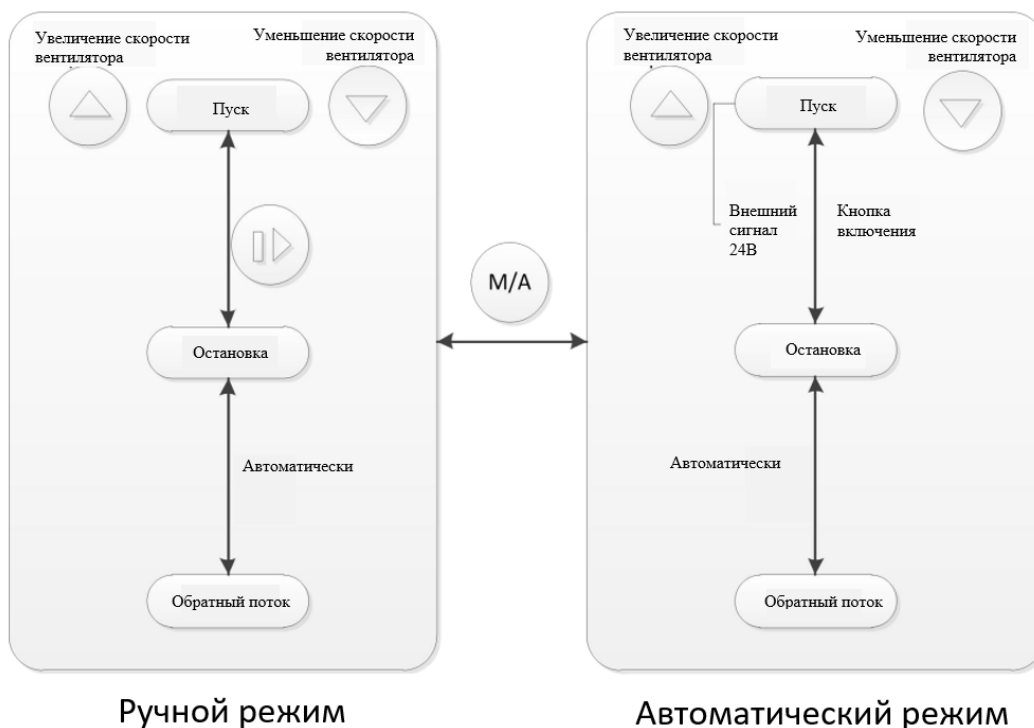 Увеличение скорости
вентилятора
Уменьшение скорости
вентилятора
Пуск
Остановка
Автоматически
Обратный поток
Ручной режим
М/А
Увеличение скорости
вентилятора
Уменьшение скорости
вентилятора
Пуск
Внешний
сигнал
24В
Кнопка
включения
Остановка
Автоматически
Обратный поток
Автоматический режим